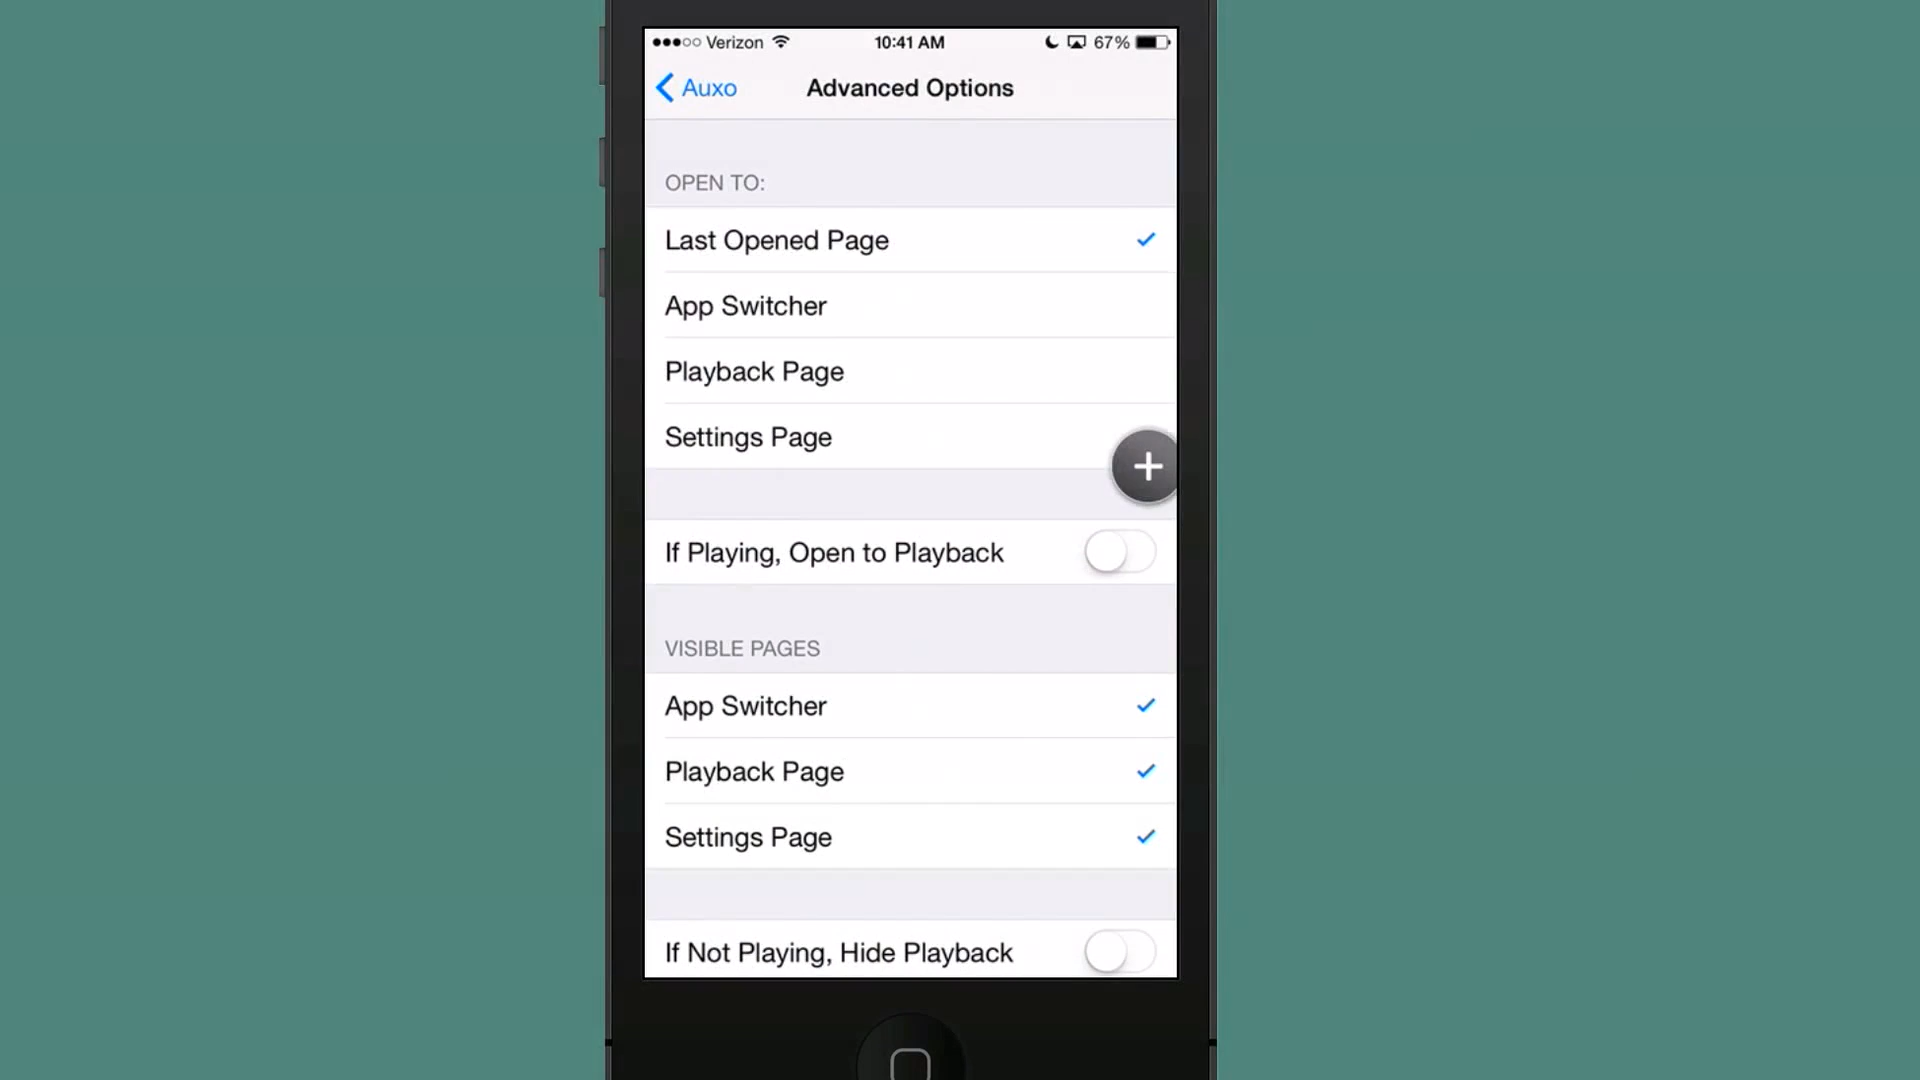 Verizon 10:41 AM 67%
Auxo Advanced Options
OPEN TO:
Last Opened Page
App Switcher
Playback Page
Settings Page
+
If Playing, Open to Playback
VISIBLE PAGES
App Switcher
Playback Page
Settings Page
If Not Playing, Hide Playback